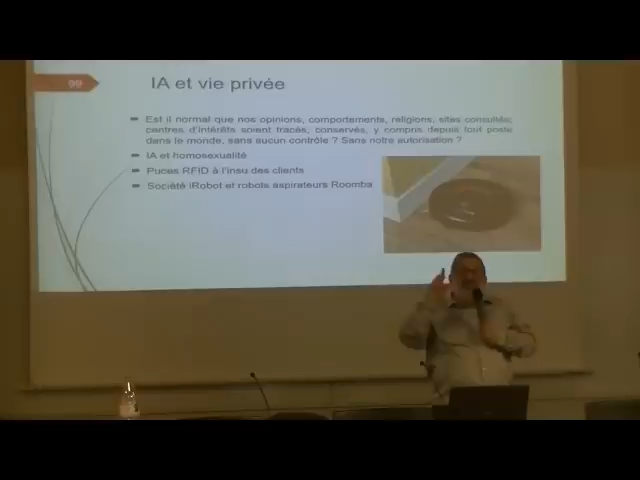 99
IA et vie privée
Est il normal que nos opinions, comportements, religions, sites consultés,
centres d'intérêts soient tracés, conservés, y compris depuis tout poste
dans le monde, sans aucun contrôle ? Sans notre autorisation ?
IA et homosexualité
Puces RFID à l'insu des clients
Société iRobot et robots aspirateurs Roomba